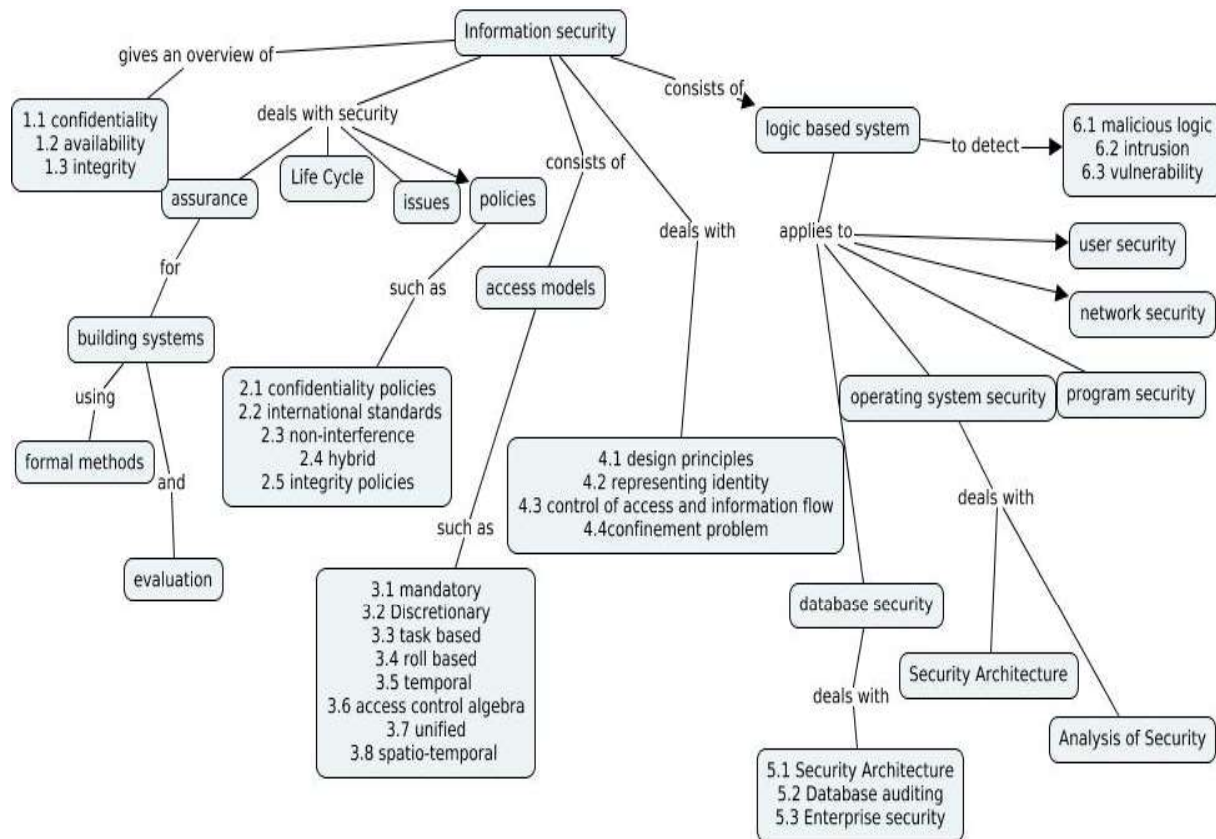 Information security
gives an overview of
consists of
1.1 confidentiality
1.2 availability
1.3 integrity
deals with security
logic based system
to detect
6.1 malicious logic
6.2 intrusion
6.3 vulnerability
consists of
Life Cycle
assurance
issues
policies
deals with
applies to
user security
for
such as
access models
network security
building systems
using
2.1 confidentiality policies
2.2 international standards
2.3 non-interference
2.4 hybrid
2.5 integrity policies
operating system security
program security
formal methods
and
4.1 design principles
4.2 representing identity
4.3 control of access and information flow
4.4confinement problem
deals with
such as
evaluation
3.1 mandatory
3.2 Discretionary
3.3 task based
3.4 roll based
3.5 temporal
3.6 access control algebra
3.7 unified
3.8 spatio-temporal
database security
Security Architecture
deals with
Analysis of Security
5.1 Security Architecture
5.2 Database auditing
5.3 Enterprise security